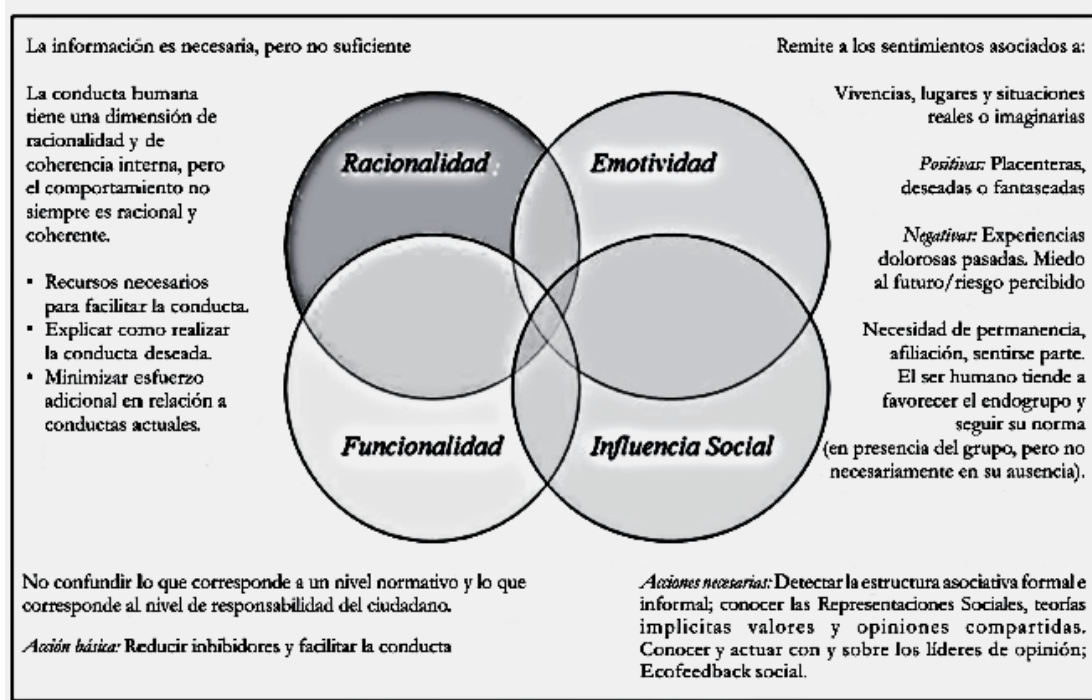 La información es necesaria, pero no suficiente
La conducta humana
tiene una dimensión de
racionalidad y de
coherencia interna, pero
el comportamiento no
siempre es racional y
coherente.
▪ Recursos necesarios
para facilitar la conducta.
▪ Explicar como realizar
la conducta deseada.
▪ Minimizar esfuerzo
adicional en relación a
conductas actuales.
Racionalidad
Emotividad
Funcionalidad
Influencia Social
Remite a los sentimientos asociados a:
Vivencias, lugares y situaciones
reales o imaginarias
Positivas: Placenteras,
deseadas o fantaseadas
Negativas: Experiencias
dolorosas pasadas. Miedo
al futuro/riesgo percibido
Necesidad de permanencia,
afiliación, sentirse parte.
El ser humano tiende a
favorecer el endogrupo y
seguir su norma
(en presencia del grupo, pero no
necesariamente en su ausencia).
No confundir lo que corresponde a un nivel normativo y lo que
corresponde al nivel de responsabilidad del ciudadano.
Acción básica: Reducir inhibidores y facilitar la conducta
Acciones necesarias: Detectar la estructura asociativa formal e
informal; conocer las Representaciones Sociales, teorías
implicitas valores y opiniones compartidas.
Conocer y actuar con y sobre los líderes de opinión;
Ecofeedback social.